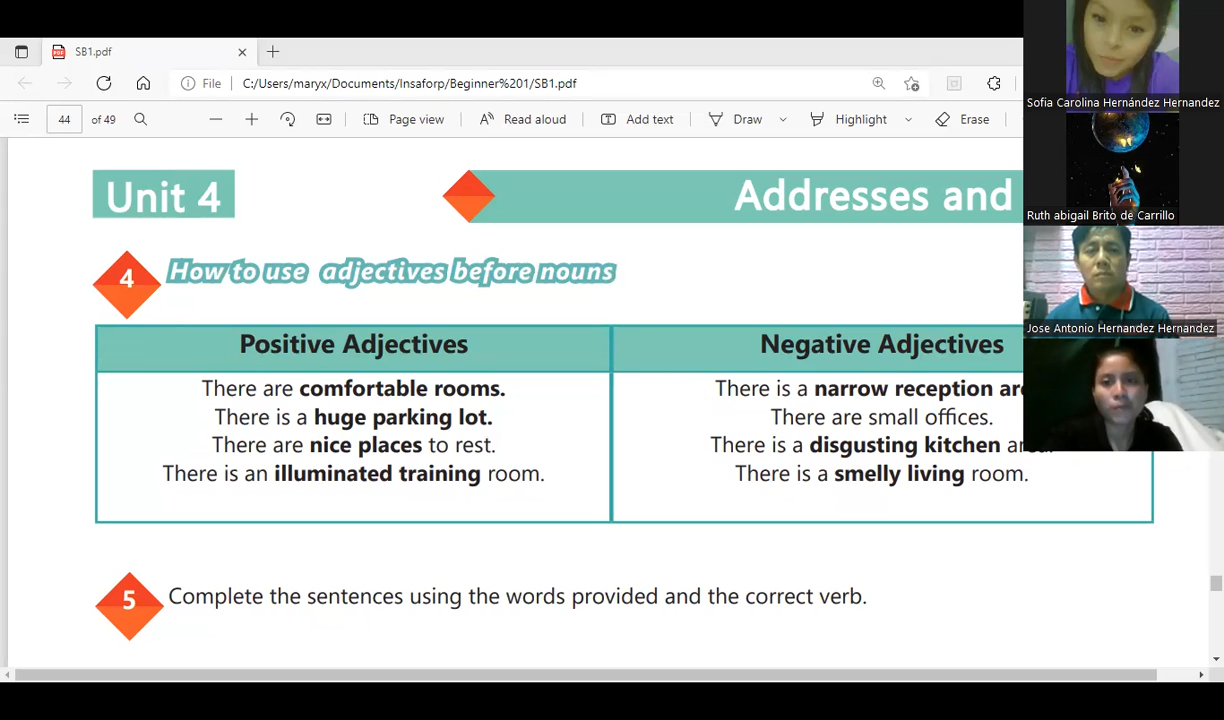 SB1.pdf
File C:/Users/maryx/Documents/Insaforp/Beginner%201/SB1.pdf
44 of 49 Page view Read aloud Add text Draw Highlight Erase
Unit 4 Addresses and
4 How to use adjectives before nouns
Positive Adjectives
There are comfortable rooms.
There is a huge parking lot.
There are nice places to rest.
There is an illuminated training room.
Negative Adjectives
There is a narrow reception
There are small offices.
There is a disgusting kitchen
There is a smelly living room.
5 Complete the sentences using the words provided and the correct verb.
Sofia Carolina Hernández Hernandez
Ruth abigail Brito de Carrillo
Jose Antonio Hernandez Hernandez